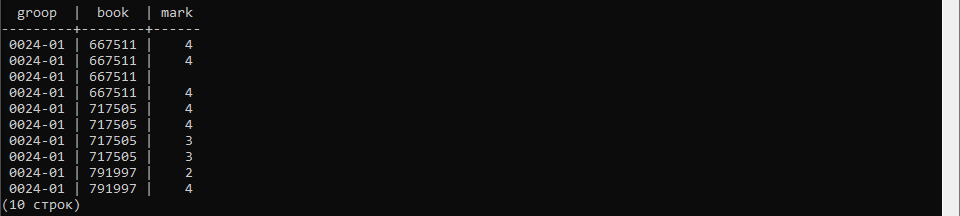 groop  |  book  | mark
---------+--------+------
 0024-01 | 667511 |    4
 0024-01 | 667511 |    4
 0024-01 | 667511 |
 0024-01 | 667511 |    4
 0024-01 | 717505 |    4
 0024-01 | 717505 |    4
 0024-01 | 717505 |    3
 0024-01 | 717505 |    3
 0024-01 | 791997 |    2
 0024-01 | 791997 |    4
(10 строк)